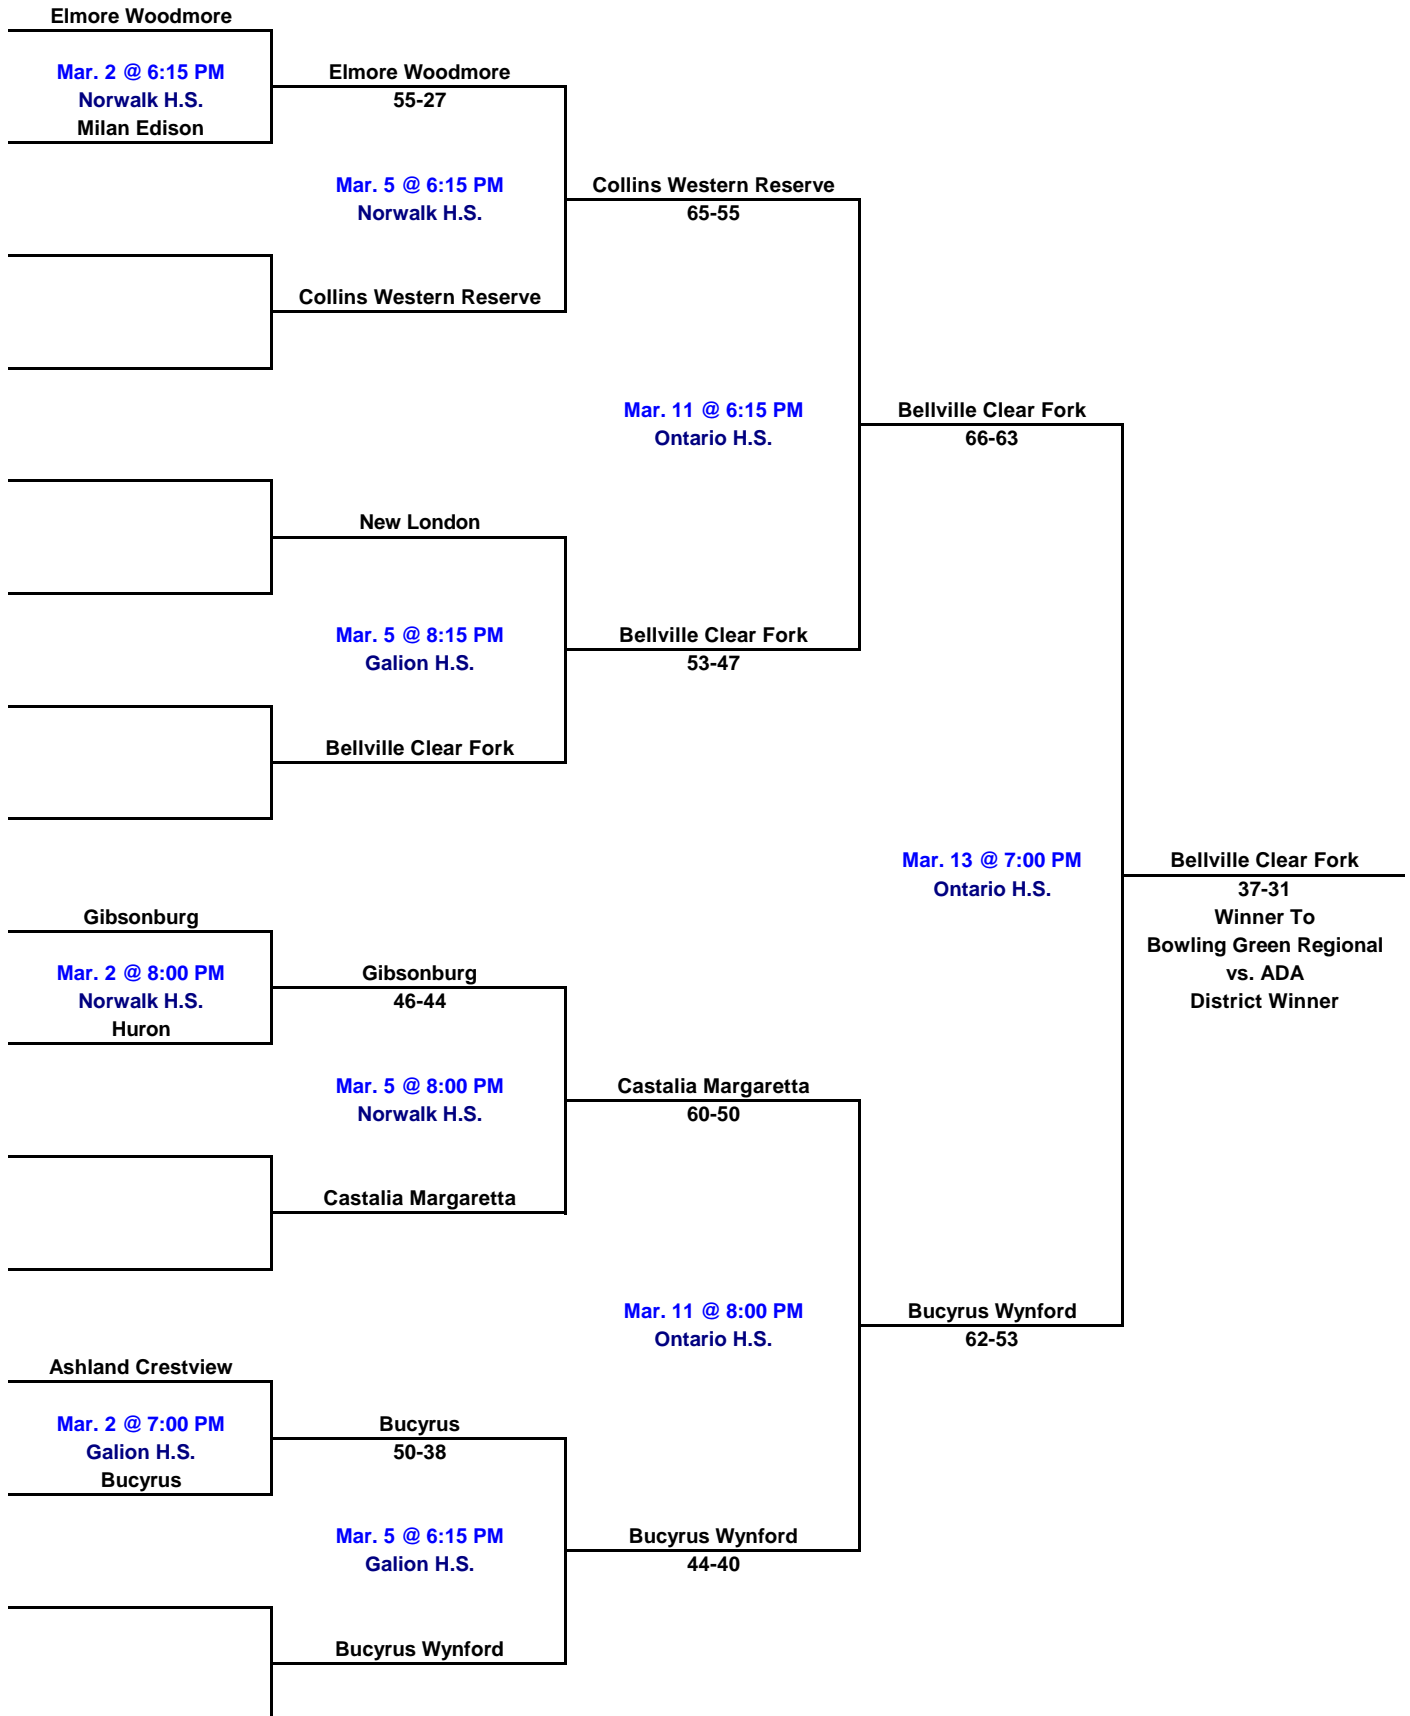 Elmore Woodmore
Mar. 2 @ 6:15 PM
Norwalk H.S.
Milan Edison
Elmore Woodmore
55-27
Mar. 5 @ 6:15 PM
Norwalk H.S.
Collins Western Reserve
Collins Western Reserve
65-55
Mar. 11 @ 6:15 PM
Ontario H.S.
New London
Mar. 5 @ 8:15 PM
Galion H.S.
Bellville Clear Fork
Bellville Clear Fork
53-47
Bellville Clear Fork
66-63
Mar. 13 @ 7:00 PM
Ontario H.S.
Bellville Clear Fork
37-31
Winner To
Bowling Green Regional
vs. ADA
District Winner
Gibsonburg
Mar. 2 @ 8:00 PM
Norwalk H.S.
Huron
Gibsonburg
46-44
Mar. 5 @ 8:00 PM
Norwalk H.S.
Castalia Margaretta
Castalia Margaretta
60-50
Mar. 11 @ 8:00 PM
Ontario H.S.
Bucyrus Wynford
62-53
Ashland Crestview
Mar. 2 @ 7:00 PM
Galion H.S.
Bucyrus
Bucyrus
50-38
Mar. 5 @ 6:15 PM
Galion H.S.
Bucyrus Wynford
Bucyrus Wynford
44-40